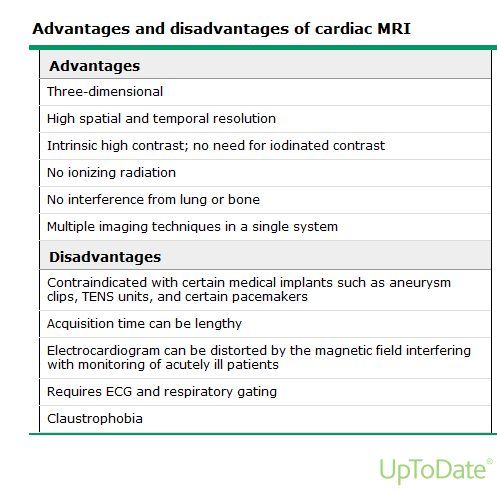 Advantages and disadvantages of cardiac MRI
Advantages
Three-dimensional
High spatial and temporal resolution
Intrinsic high contrast; no need for iodinated contrast
No ionizing radiation
No interference from lung or bone
Multiple imaging techniques in a single system
Disadvantages
Contraindicated with certain medical implants such as aneurysm
clips, TENS units, and certain pacemakers
Acquisition time can be lengthy
Electrocardiogram can be distorted by the magnetic field interfering
with monitoring of acutely ill patients
Requires ECG and respiratory gating
Claustrophobia
UpToDate®